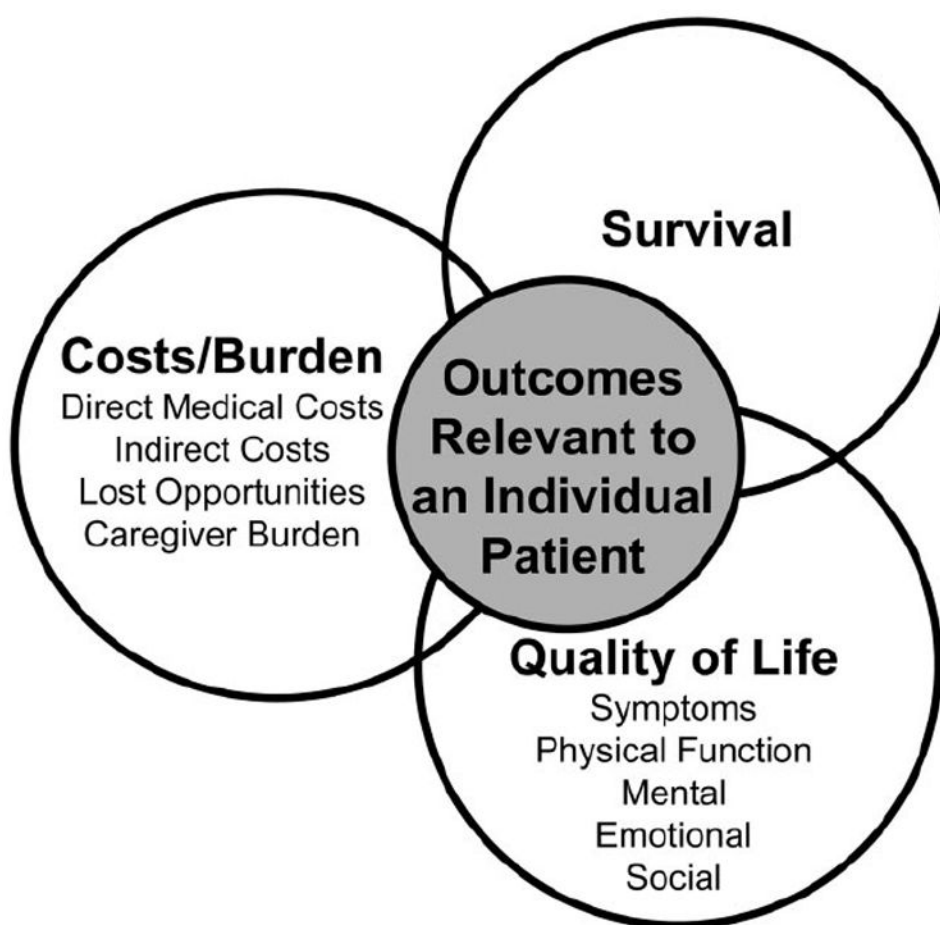 Survival
Costs/Burden
Direct Medical Costs
Indirect Costs
Lost Opportunities
Caregiver Burden
Outcomes
Relevant to
an Individual
Patient
Quality of Life
Symptoms
Physical Function
Mental
Emotional
Social